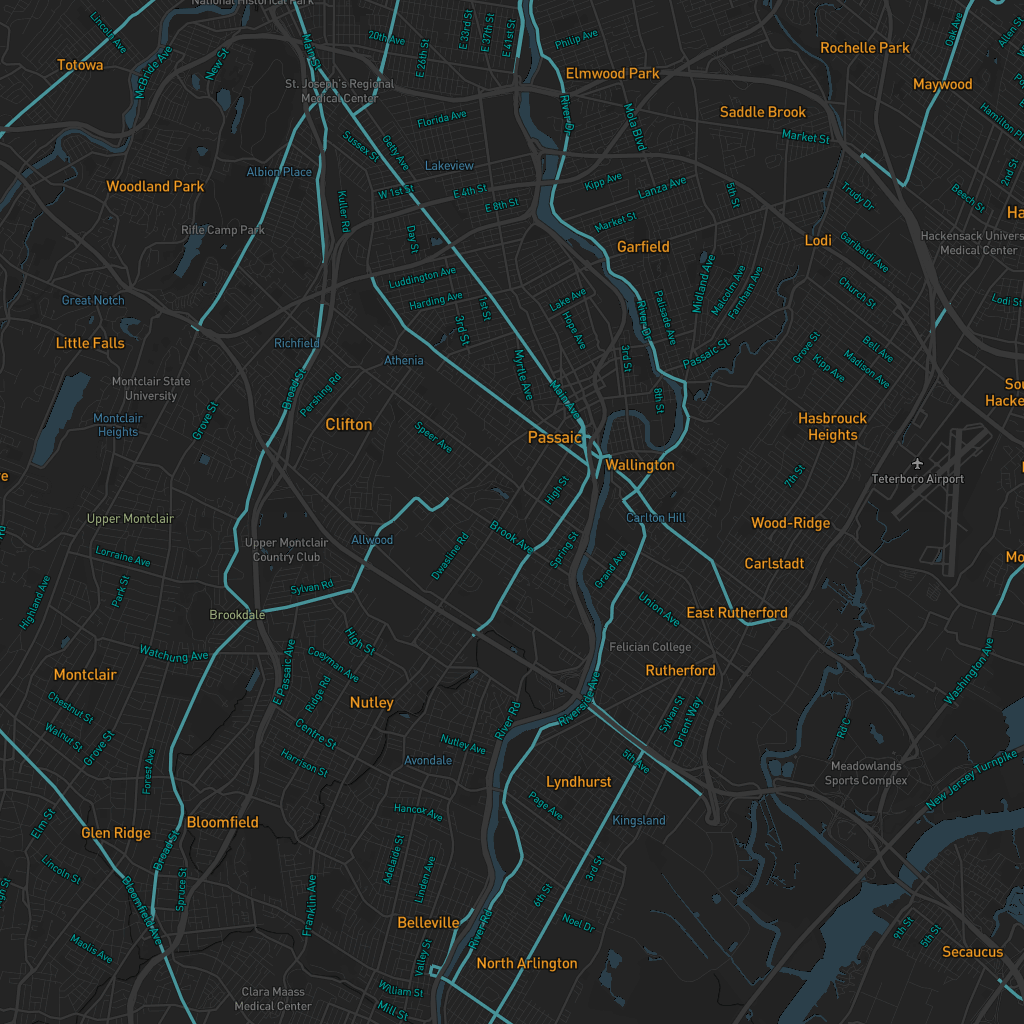 National Historical Park
Lincoln Ave
Totowa
McBride Ave
New St
Main St
20th Ave
E 26th St
E 33rd St
E 37th St
E 41st St
Philip Ave
Rochelle Park
Oak Ave
Allen St
Elmwood Park
Maywood
St. Joseph's Regional
Medical Center
River Dr
Mola Blvd
Saddle Brook
Hamilton Pl
Florida Ave
Market St
Sussex St
Getty Ave
Lakeview
Albion Place
2nd St
Woodland Park
W 1st St
E 4th St
Kipp Ave
Lanza Ave
5th St
Trudy Dr
Beech St
Kuller Rd
E 8th St
Market St
Ha
Rifle Camp Park
Day St
Garfield
Lodi
Garibaldi Ave
Hackensack Univers
Medical Center
Luddington Ave
Midland Ave
Malcolm Ave
Farnham Ave
Church St
Great Notch
Harding Ave
1st St
Lake Ave
Lodi St
3rd St
Hope Ave
River Dr
Palisade Ave
Little Falls
Richfield
Athenia
3rd St
Passaic St
Grove St
Bell Ave
Kipp Ave
Madison Ave
Montclair State
University
Broad St
Pershing Rd
Myrtle Ave
Main Ave
8th St
Sou
Hacke
Montclair
Heights
Grove St
Clifton
Speer Ave
Passaic
Hasbrouck
Heights
re
Wallington
7th St
Teterboro Airport
High St
Upper Montclair
Carlton Hill
Wood-Ridge
Rd
Upper Montclair
Country Club
Allwood
Brook Ave
Dwasline Rd
Spring St
Lorraine Ave
Carlstadt
Mo
Park St
Highland Ave
Sylvan Rd
Grand Ave
Brookdale
Union Ave
East Rutherford
High St
Watchung Ave
Coeyman Ave
Felician College
Montclair
E Passaic Ave
Ridge Rd
Rutherford
Washington Ave
Chestnut St
Nutley
Riverside Ave
Sylvan St
Orient Way
Walnut St
Grove St
Centre St
River Rd
Rd C
Nutley Ave
Harrison St
Forest Ave
Avondale
5th Ave
Meadowlands
Sports Complex
Lyndhurst
New Jersey Turnpike
Elm St
Glen Ridge
Bloomfield
Hancox Ave
Page Ave
Kingsland
Broad St
Adelaide St
Lincoln St
gh St
Bloomfield Ave
Spruce St
Franklin Ave
Linden Ave
6th St
3rd St
Belleville
River Rd
Noel Dr
9th St
5th St
Maolis Ave
Valley St
North Arlington
Secaucus
Clara Maass
Medical Center
William St
Mill St